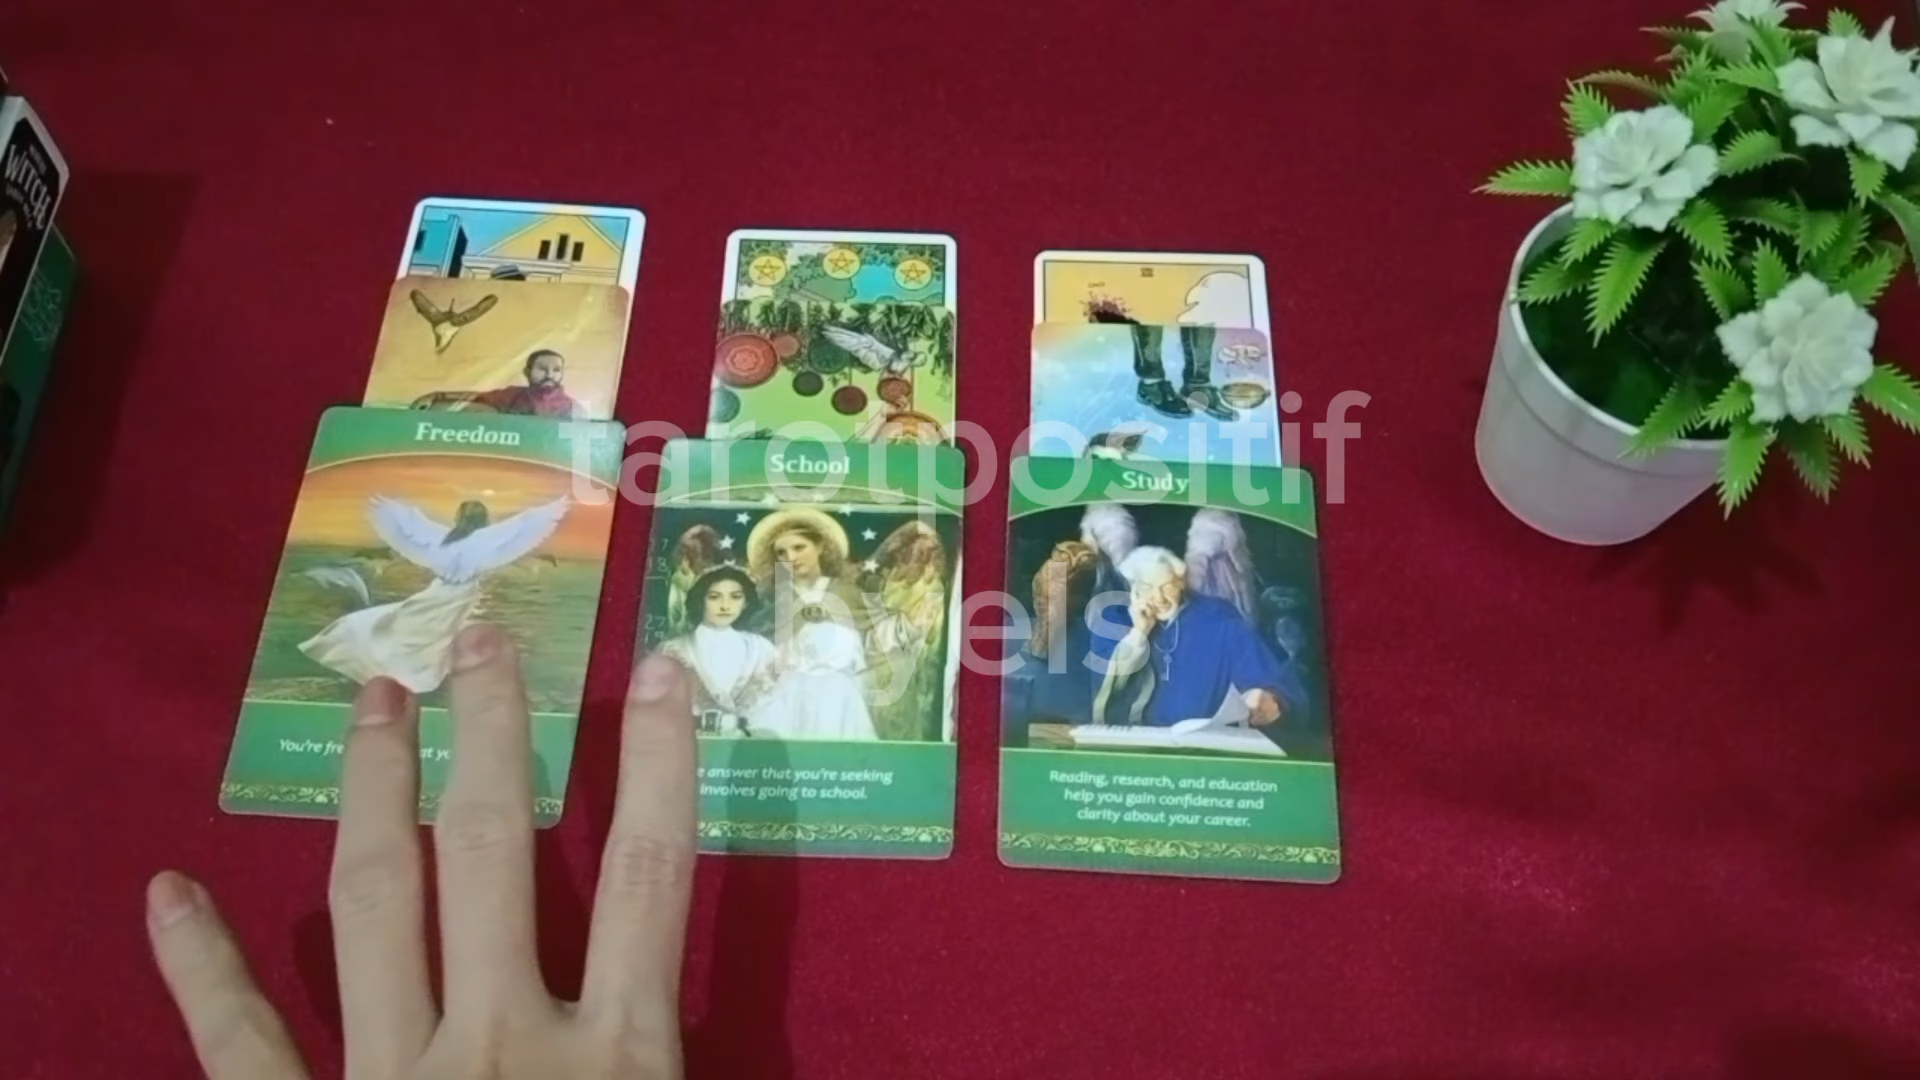 WITCH
Freedom
School
Study
tarotpositif
byels
You're fre
at yo
e answer that you're seeking
involves going to school.
Reading, research, and education
help you gain confidence and
clarity about your career.